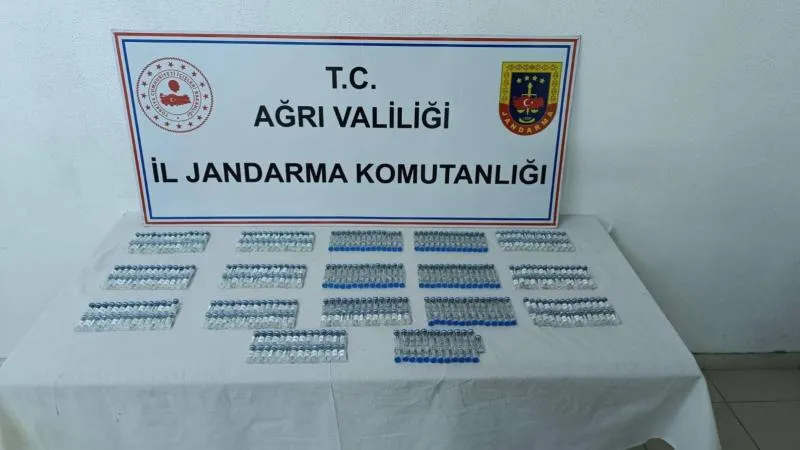 T.C.
AĞRI VALİLİĞİ
İL JANDARMA KOMUTANLIĞI
JANDARMA